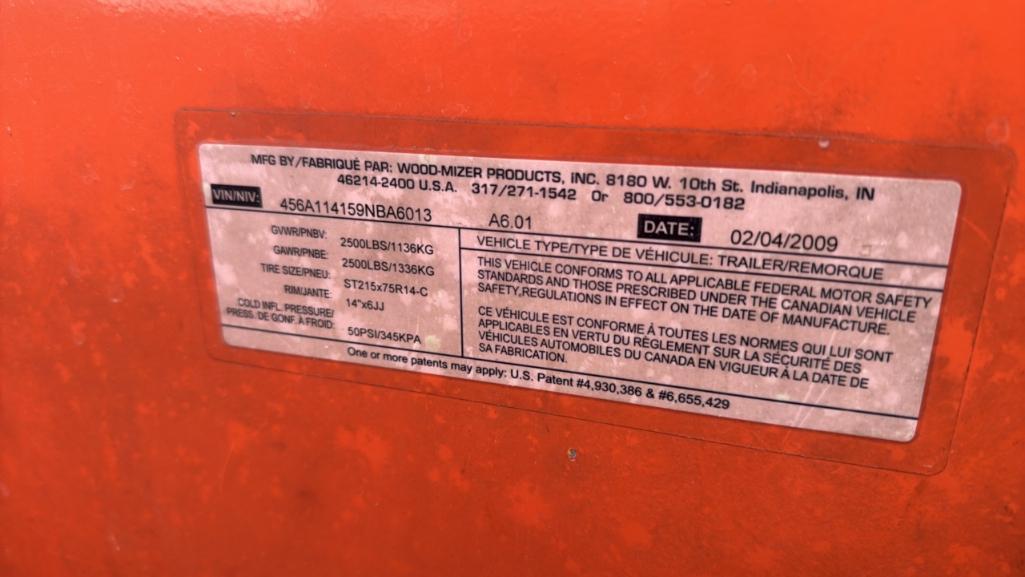 MFG BY/FABRIQUÉ PAR: WOOD-MIZER PRODUCTS, INC. 8180 W. 10th St. Indianapolis, IN
46214-2400 U.S.A. 317/271-1542 Or 800/553-0182
VIN/NIV: 456A114159NBA6013 A6.01 DATE: 02/04/2009
GVWR/PNBV: 2500LBS/1136KG
GAWR/PNBE: 2500LBS/1336KG
TIRE SIZE/PNEU: ST215x75R14-C
RIM/JANTE: 14"x6JJ
COLD INFL. PRESSURE/
PRESS. DE GONF. À FROID: 50PSI/345KPA
VEHICLE TYPE/TYPE DE VÉHICULE: TRAILER/REMORQUE
THIS VEHICLE CONFORMS TO ALL APPLICABLE FEDERAL MOTOR SAFETY
STANDARDS AND THOSE PRESCRIBED UNDER THE CANADIAN VEHICLE
SAFETY,REGULATIONS IN EFFECT ON THE DATE OF MANUFACTURE.
CE VÉHICULE EST CONFORME À TOUTES LES NORMES QUI LUI SONT
APPLICABLES EN VERTU DU RÈGLEMENT SUR LA SÉCURITÉ DES
VÉHICULES AUTOMOBILES DU CANADA EN VIGUEUR À LA DATE DE
SA FABRICATION.
One or more patents may apply: U.S. Patent #4,930,386 & #6,655,429